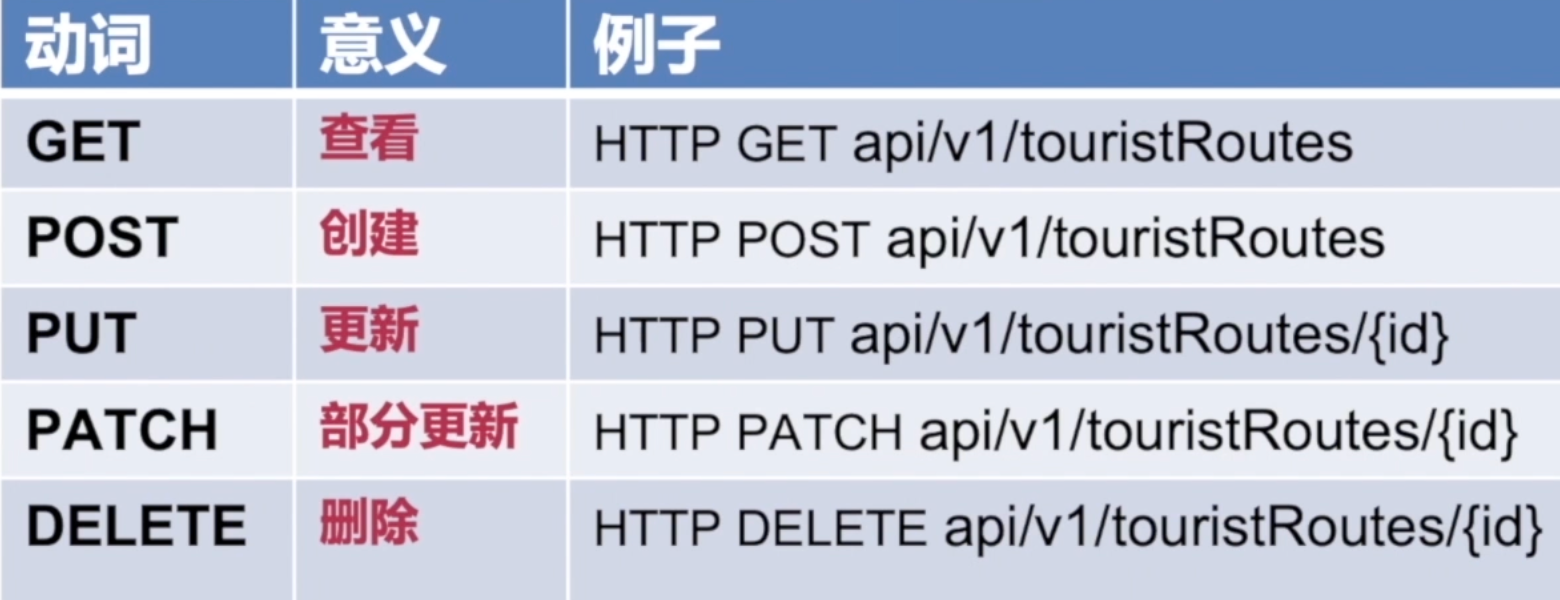 动词 意义 例子
GET 查看 HTTP GET api/v1/touristRoutes
POST 创建 HTTP POST api/v1/touristRoutes
PUT 更新 HTTP PUT api/v1/touristRoutes/{id}
PATCH 部分更新 HTTP PATCH api/v1/touristRoutes/{id}
DELETE 删除 HTTP DELETE api/v1/touristRoutes/{id}